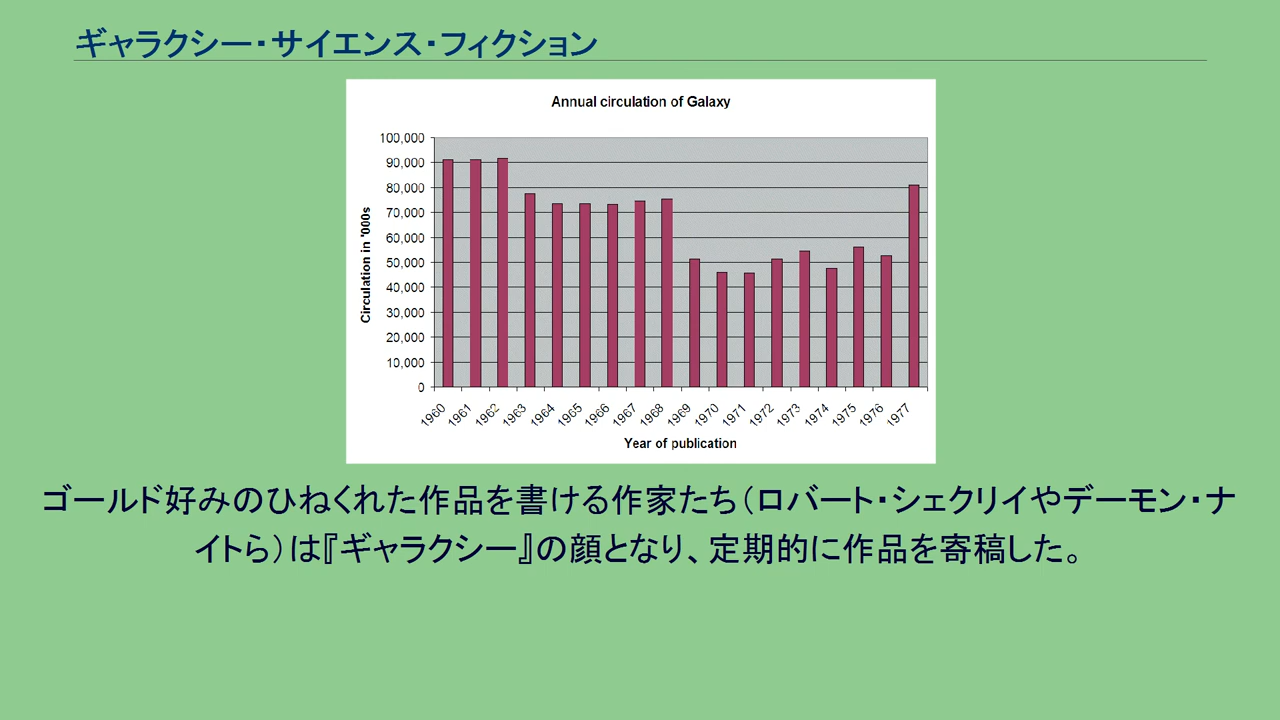 ギャラクシー・サイエンス・フィクション
Annual circulation of Galaxy
Circulation in '000s
100,000
90,000
80,000
70,000
60,000
50,000
40,000
30,000
20,000
10,000
0
1960 1961 1962 1963 1964 1965 1966 1967 1968 1969 1970 1971 1972 1973 1974 1975 1976 1977
Year of publication
ゴールド好みのひねくれた作品を書ける作家たち（ロバート・シェクリイやデーモン・ナ
イトら）は『ギャラクシー』の顔となり、定期的に作品を寄稿した。